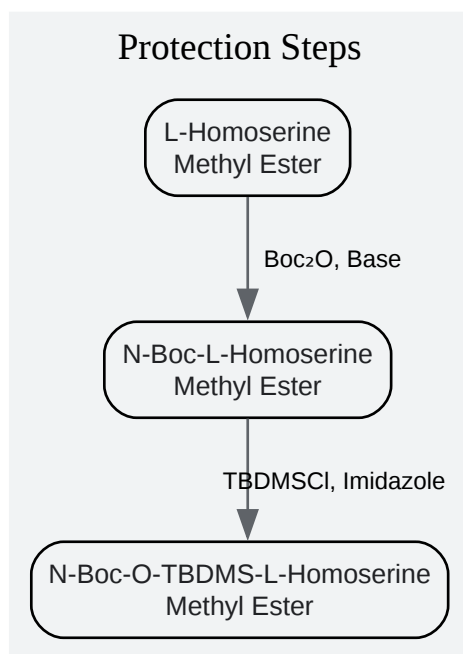 Protection Steps
L-Homoserine
Methyl Ester
Boc₂O, Base
N-Boc-L-Homoserine
Methyl Ester
TBDMSCl, Imidazole
N-Boc-O-TBDMS-L-Homoserine
Methyl Ester